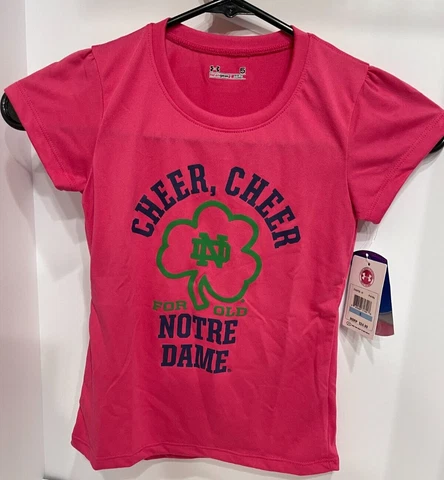 CHEER, CHEER
ND
FOR OLD
NOTRE
DAME